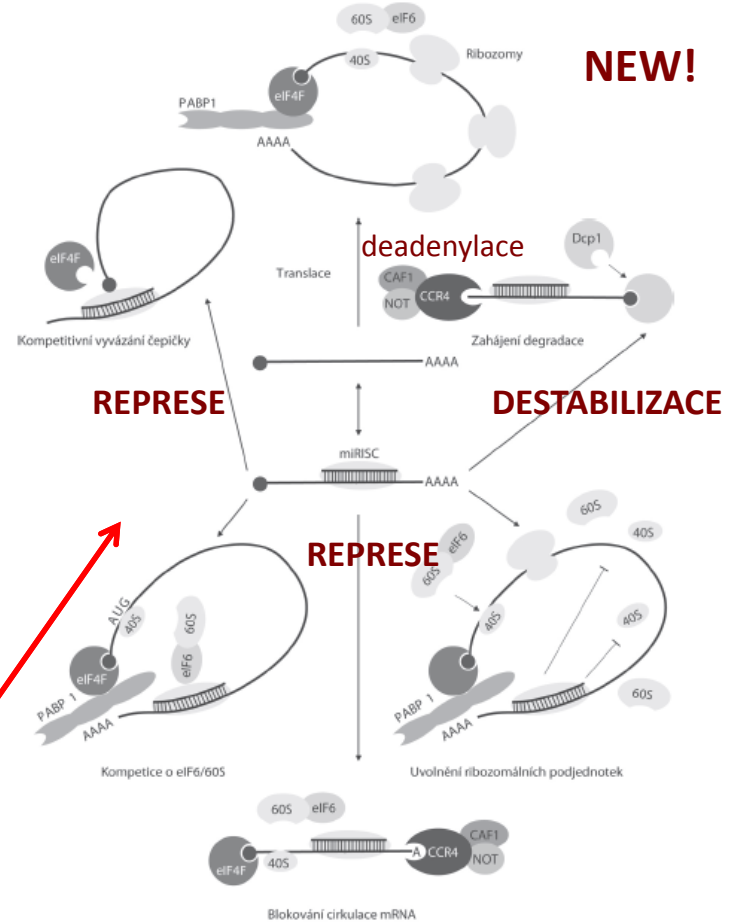 60S
eIF6
Ribozomy
NEW!
40S
eIF4F
PABP1
AAAA
eIF4F
Translace
deadenylace
Dcp1
CAF1
CCR4
NOT
Kompetitivní vyvázání čepičky
Zahájení degradace
AAAA
REPRESE
DESTABILIZACE
miRISC
AAAA
REPRESE
60S
eIF6
60S
40S
AUG
40S
60S
eIF6
40S
40S
eIF4F
PABP 1
AAAA
PABP 1
AAAA
60S
Kompetice o eIF6/60S
Uvolnění ribozomálních podjednotek
60S
eIF6
CAF1
A
CCR4
NOT
eIF4F
40S
Blokování cirkulace mRNA